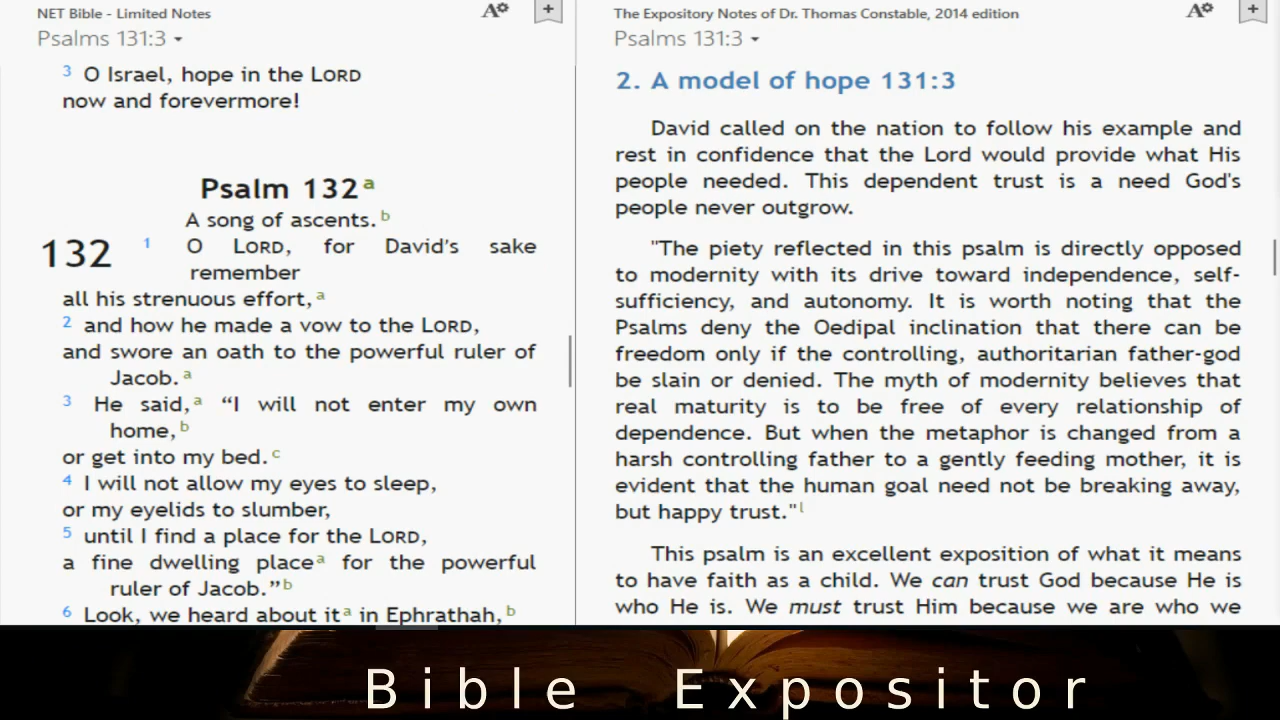 NET Bible - Limited Notes
Psalms 131:3
3 O Israel, hope in the LORD
now and forevermore!
Psalm 132 a
A song of ascents. b
132 1 O LORD, for David's sake
remember
all his strenuous effort, a
2 and how he made a vow to the LORD,
and swore an oath to the powerful ruler of
Jacob. a
3 He said, a “I will not enter my own
home, b
or get into my bed. c
4 I will not allow my eyes to sleep,
or my eyelids to slumber,
5 until I find a place for the LORD,
a fine dwelling place a for the powerful
ruler of Jacob.” b
6 Look, we heard about it a in Ephrathah, b
The Expository Notes of Dr. Thomas Constable, 2014 edition
Psalms 131:3
2. A model of hope 131:3
David called on the nation to follow his example and
rest in confidence that the Lord would provide what His
people needed. This dependent trust is a need God's
people never outgrow.
"The piety reflected in this psalm is directly opposed
to modernity with its drive toward independence, self-
sufficiency, and autonomy. It is worth noting that the
Psalms deny the Oedipal inclination that there can be
freedom only if the controlling, authoritarian father-god
be slain or denied. The myth of modernity believes that
real maturity is to be free of every relationship of
dependence. But when the metaphor is changed from a
harsh controlling father to a gently feeding mother, it is
evident that the human goal need not be breaking away,
but happy trust." l
This psalm is an excellent exposition of what it means
to have faith as a child. We can trust God because He is
who He is. We must trust Him because we are who we
Bible Expositor